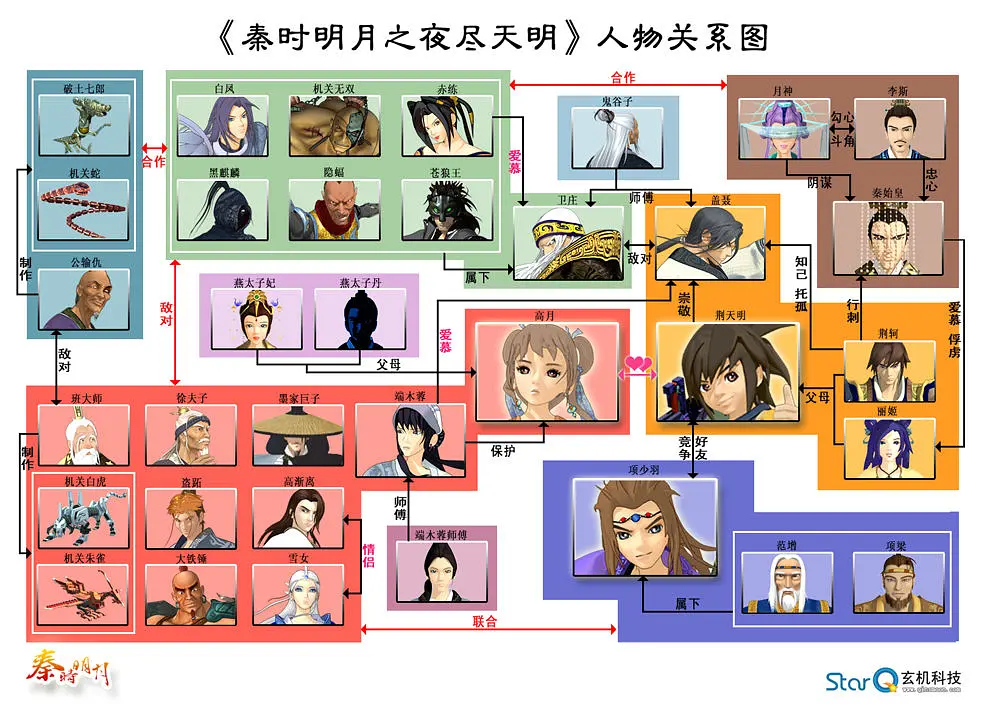 《秦时明月之夜尽天明》人物关系图
破土七郎
白凤
机关无双
赤练
合作
鬼谷子
月神
李斯
勾心
斗角
合作
机关蛇
黑麒麟
隐蝠
苍狼王
爱慕
阴谋
忠心
师傅
卫庄
盖聂
秦始皇
制作
公输仇
属下
敌对
知己 托孤
行刺
爱慕 俘虏
敌对
燕太子妃
燕太子丹
崇敬
爱慕
高月
荆天明
荆轲
敌对
父母
父母
丽姬
班大师
徐夫子
墨家巨子
端木蓉
保护
竞争
好友
制作
机关白虎
盗跖
高渐离
师傅
项少羽
端木蓉师傅
情侣
机关朱雀
大铁锤
雪女
范增
项梁
属下
联合
秦时明月
StarQ 玄机科技